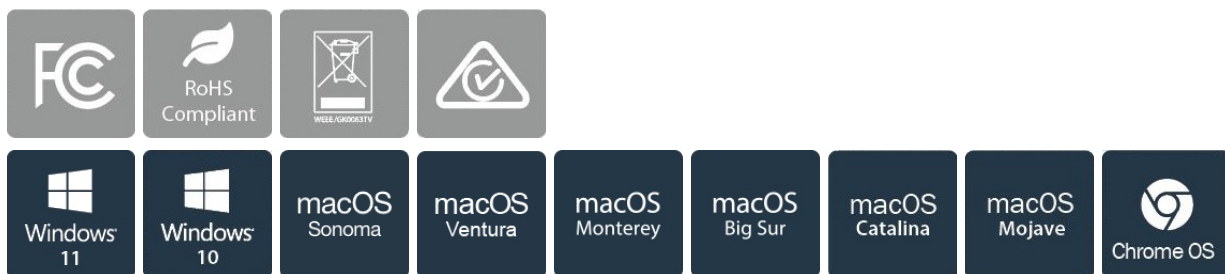 FC
RoHS
Compliant
WEEE/GK0063TV
Windows
11
Windows
10
macOS
Sonoma
macOS
Ventura
macOS
Monterey
macOS
Big Sur
macOS
Catalina
macOS
Mojave
Chrome OS